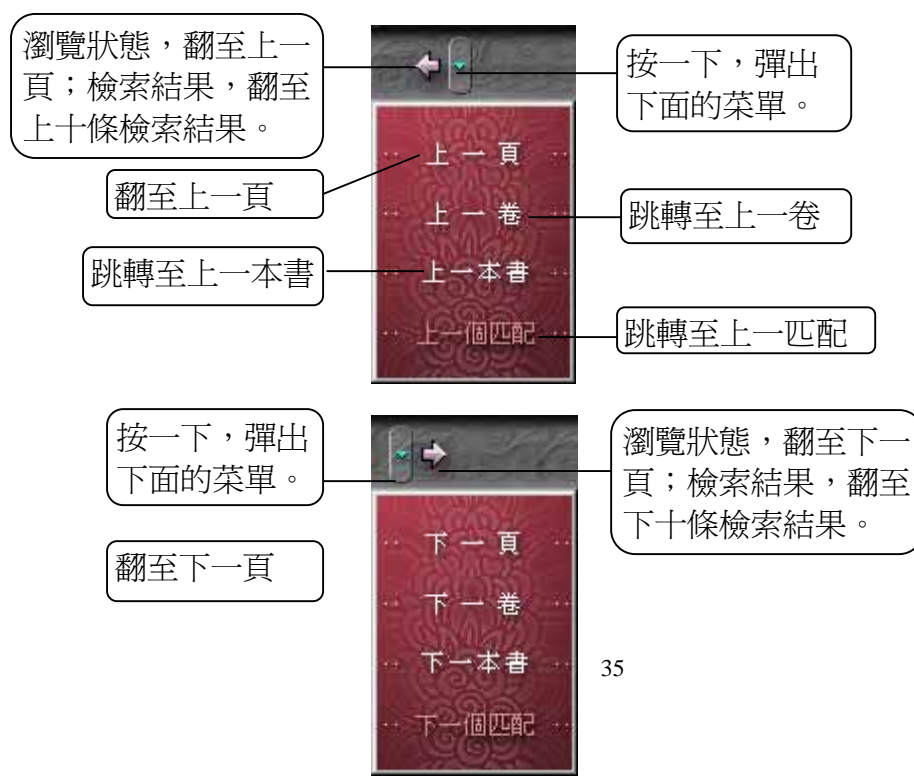 瀏覽狀態，翻至上一
頁；檢索結果，翻至
上十條檢索結果。
按一下，彈出
下面的菜單。
翻至上一頁
跳轉至上一卷
跳轉至上一本書
跳轉至上一匹配
上一頁
上一卷
上一本書
上一個匹配
按一下，彈出
下面的菜單。
瀏覽狀態，翻至下一
頁；檢索結果，翻至
下十條檢索結果。
翻至下一頁
下一頁
下一卷
下一本書
下一個匹配
35